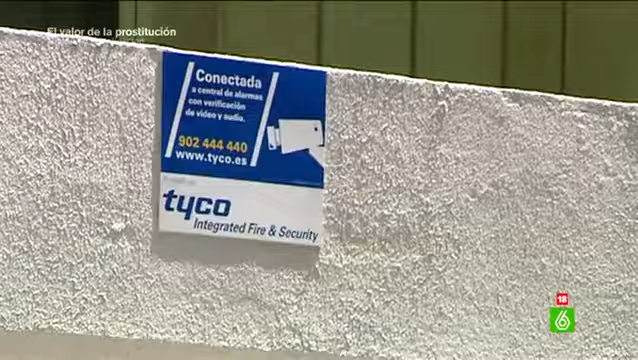 El valor de la prostitución
Conectada
a central de alarmas
con verificación
de video y audio.
902 444 440
www.tyco.es
tyco
Integrated Fire & Security
18
6